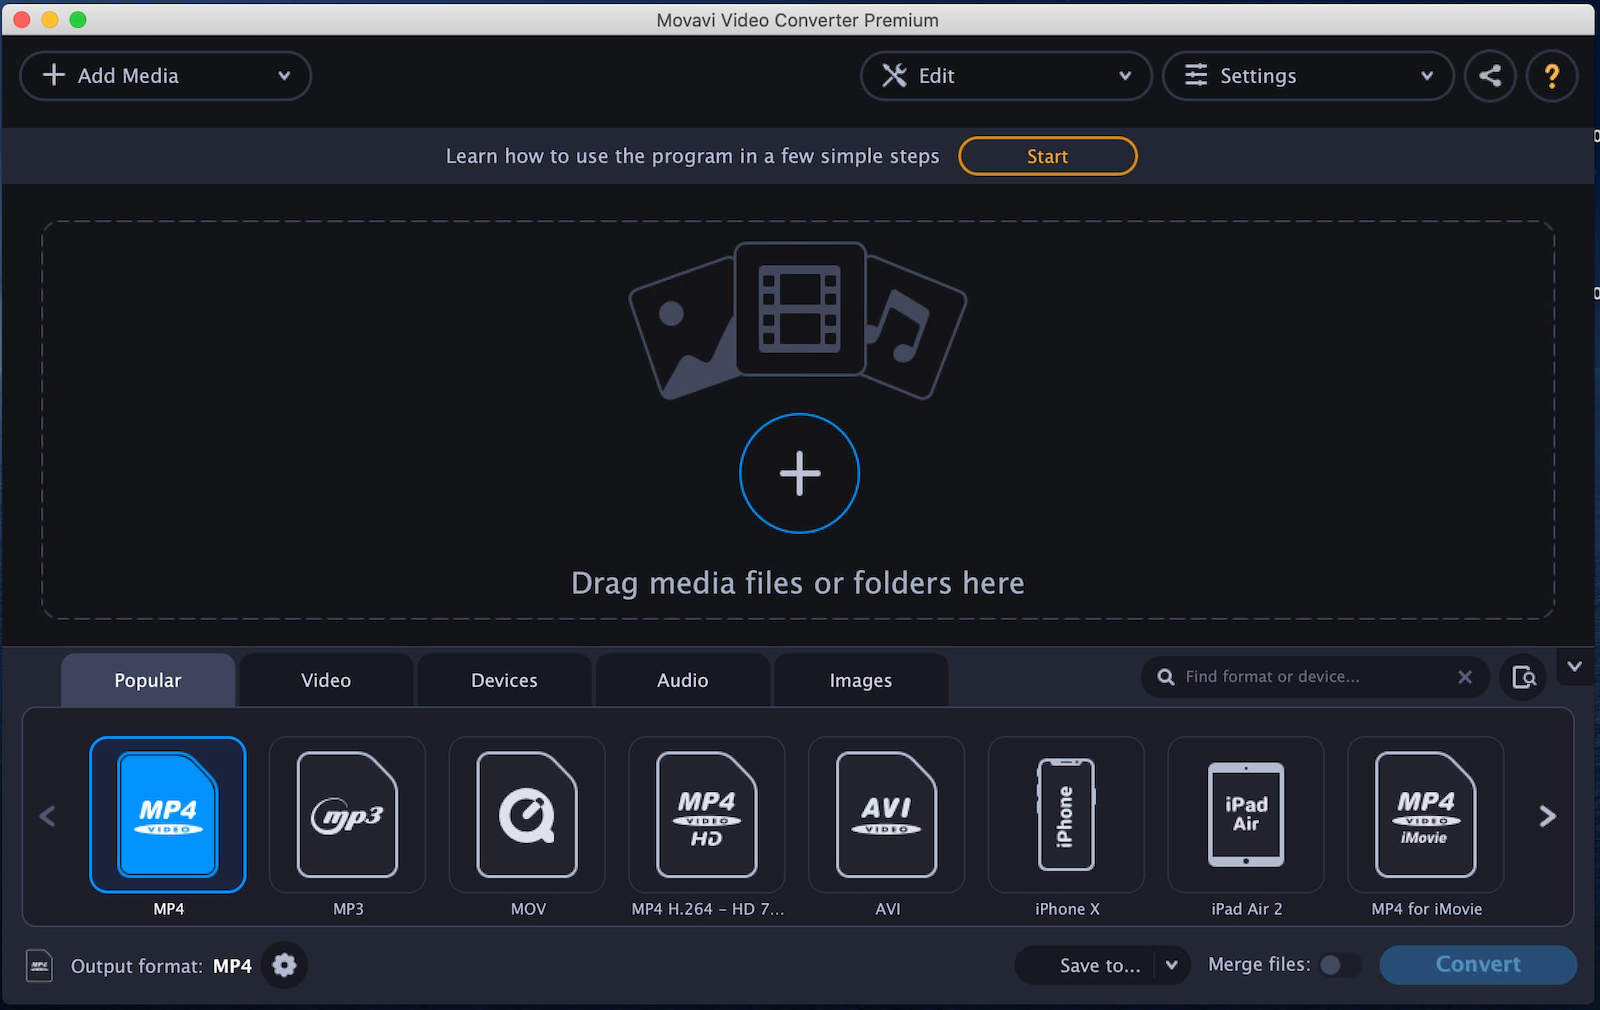 Movavi Video Converter Premium
Add Media
Edit
Settings
?
Learn how to use the program in a few simple steps
Start
Drag media files or folders here
Popular
Video
Devices
Audio
Images
Find format or device...
MP4
VIDEO
mp3
MP4
VIDEO
HD
AVI
VIDEO
iPhone
iPad
Air
MP4
VIDEO
iMovie
MP4
MP3
MOV
MP4 H.264 - HD 7...
AVI
iPhone X
iPad Air 2
MP4 for iMovie
Output format: MP4
Save to...
Merge files:
Convert